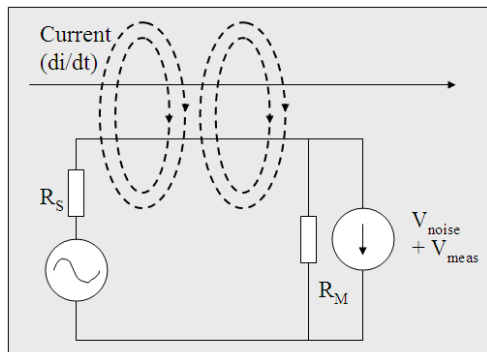 Current
(di/dt)
R_S
R_M
V_noise
+ V_meas